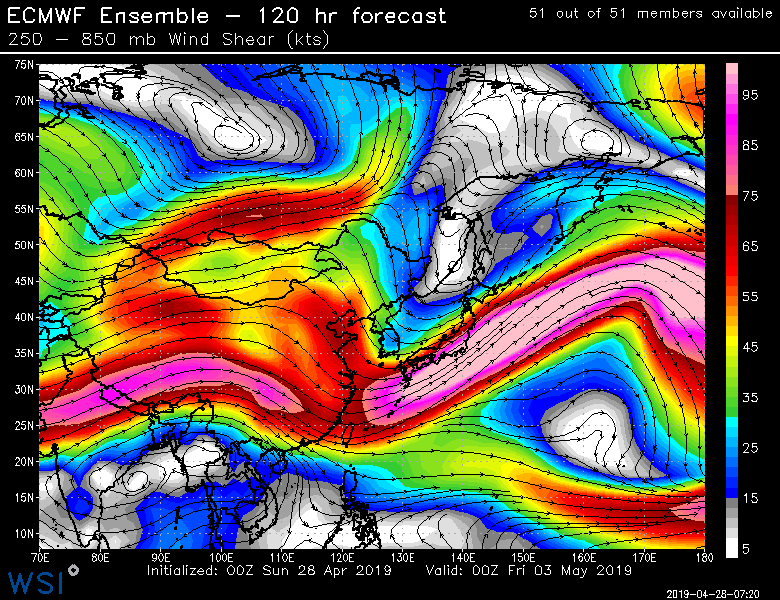 ECMWF Ensemble – 120 hr forecast
51 out of 51 members available
250 – 850 mb Wind Shear (kts)
75N
70N
65N
60N
55N
50N
45N
40N
35N
30N
25N
20N
15N
10N
70E 80E 90E 100E 110E 120E 130E 140E 150E 160E 170E 180
95
85
75
65
55
45
35
25
15
5
Initialized: 00Z Sun 28 Apr 2019 Valid: 00Z Fri 03 May 2019
WSI
2019-04-28-07:20